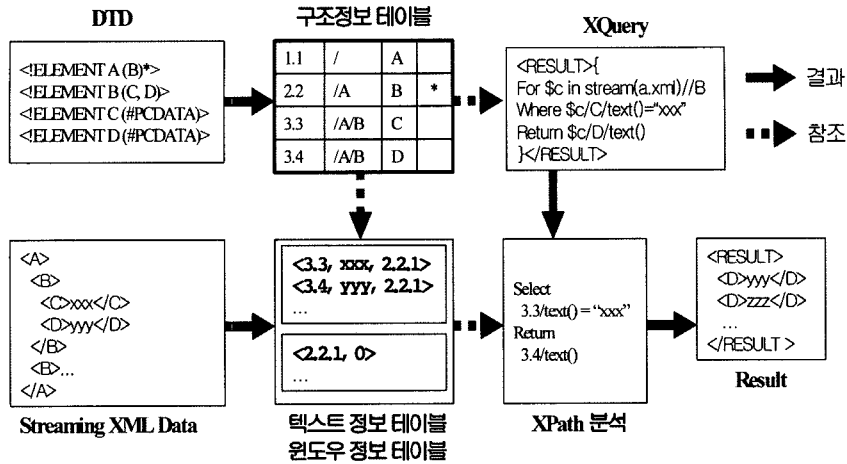 DTD
<!ELEMENT A (B)*>
<!ELEMENT B (C, D)>
<!ELEMENT C (#PCDATA)>
<!ELEMENT D (#PCDATA)>
구조정보 테이블
1.1 / A
2.2 /A B *
3.3 /A/B C
3.4 /A/B D
XQuery
<RESULT>{
For $c in stream(a.xml)//B
Where $c/C/text()="xxx"
Return $c/D/text()
}</RESULT>
결과
참조
<A>
<B>
<C>xxx</C>
<D>yyy</D>
</B>
<B>...
</A>
Streaming XML Data
<3.3, xxx, 2.2.1>
<3.4, yyy, 2.2.1>
...
<2.2.1, 0>
...
텍스트 정보 테이블
윈도우 정보 테이블
Select
3.3/text() = "xxx"
Return
3.4/text()
XPath 분석
<RESULT>
<D>yyy</D>
<D>zzz</D>
...
</RESULT >
Result